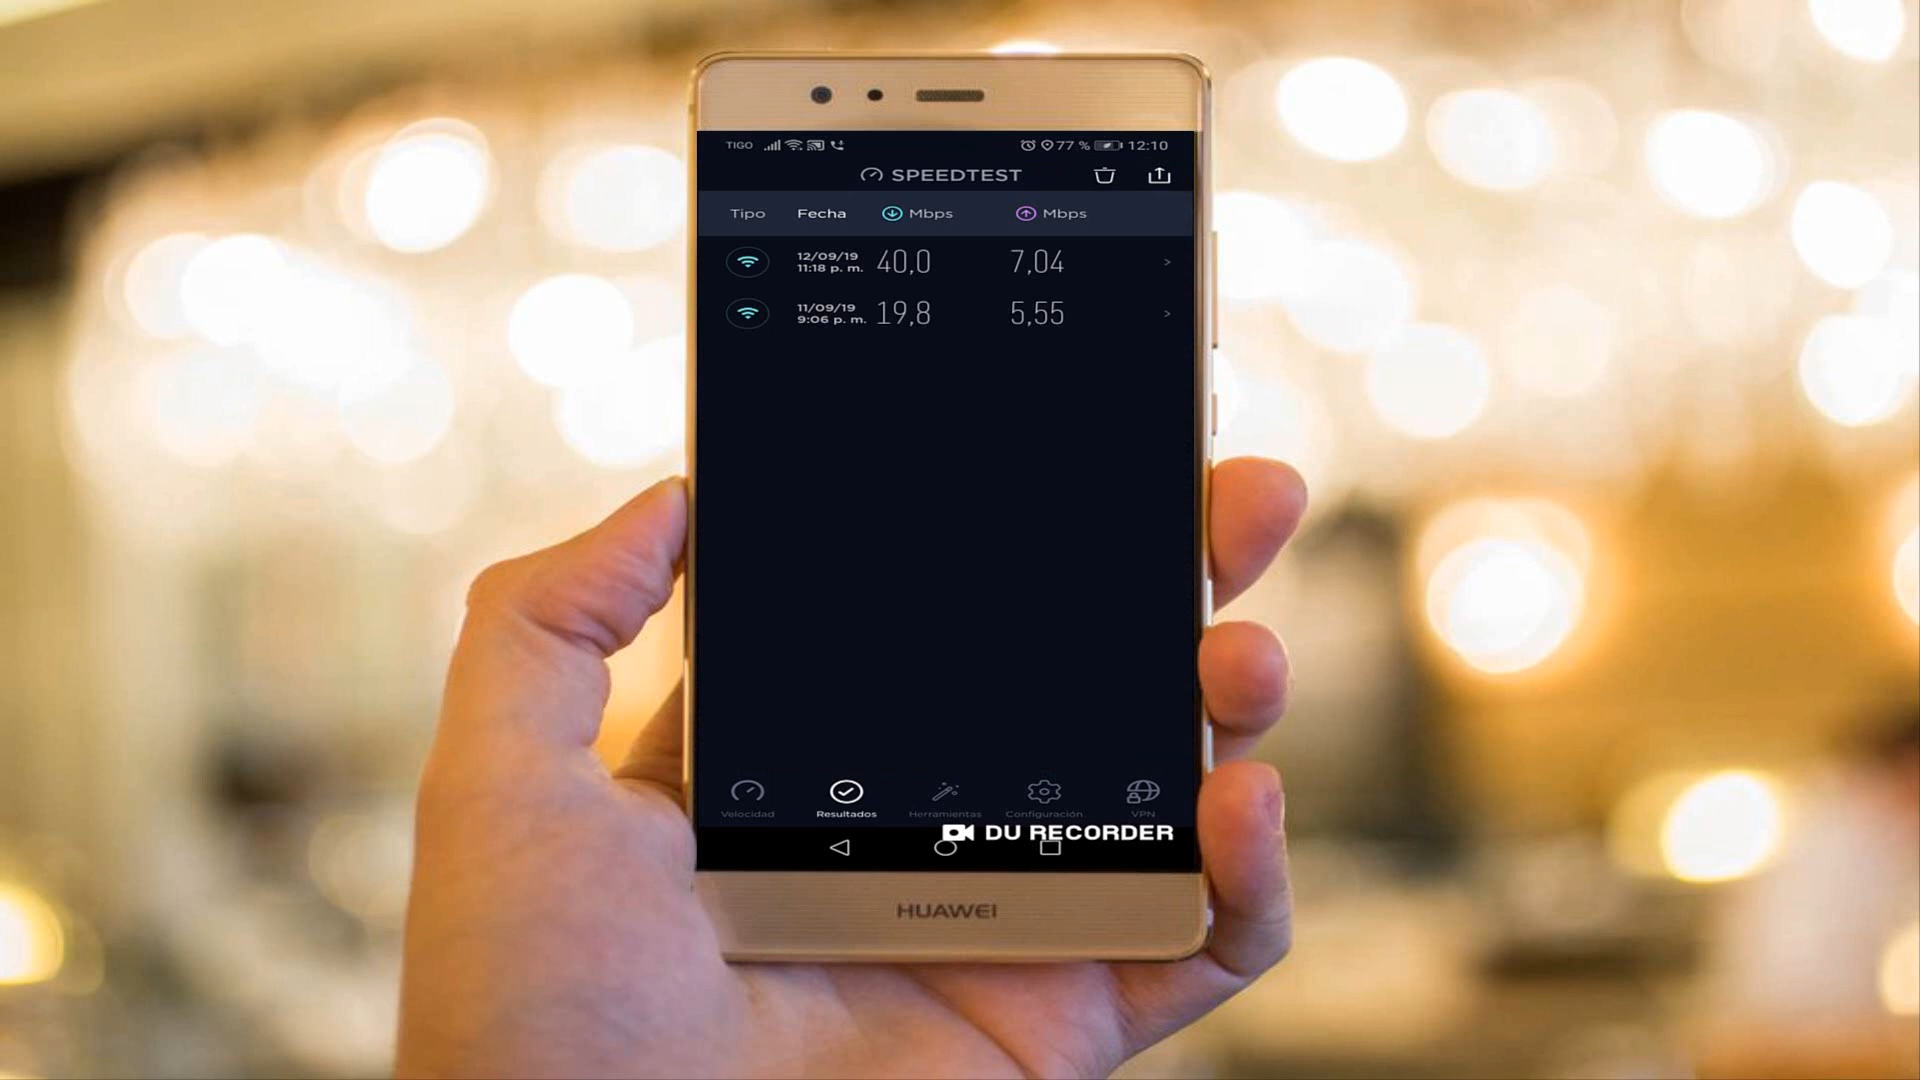 TIGO 77 % 12:10
SPEEDTEST
Tipo Fecha Mbps Mbps
12/09/19
11:18 p. m. 40,0 7,04 >
11/09/19
9:06 p. m. 19,8 5,55 >
Velocidad Resultados Herramientas Configuración VPN
DU RECORDER
HUAWEI